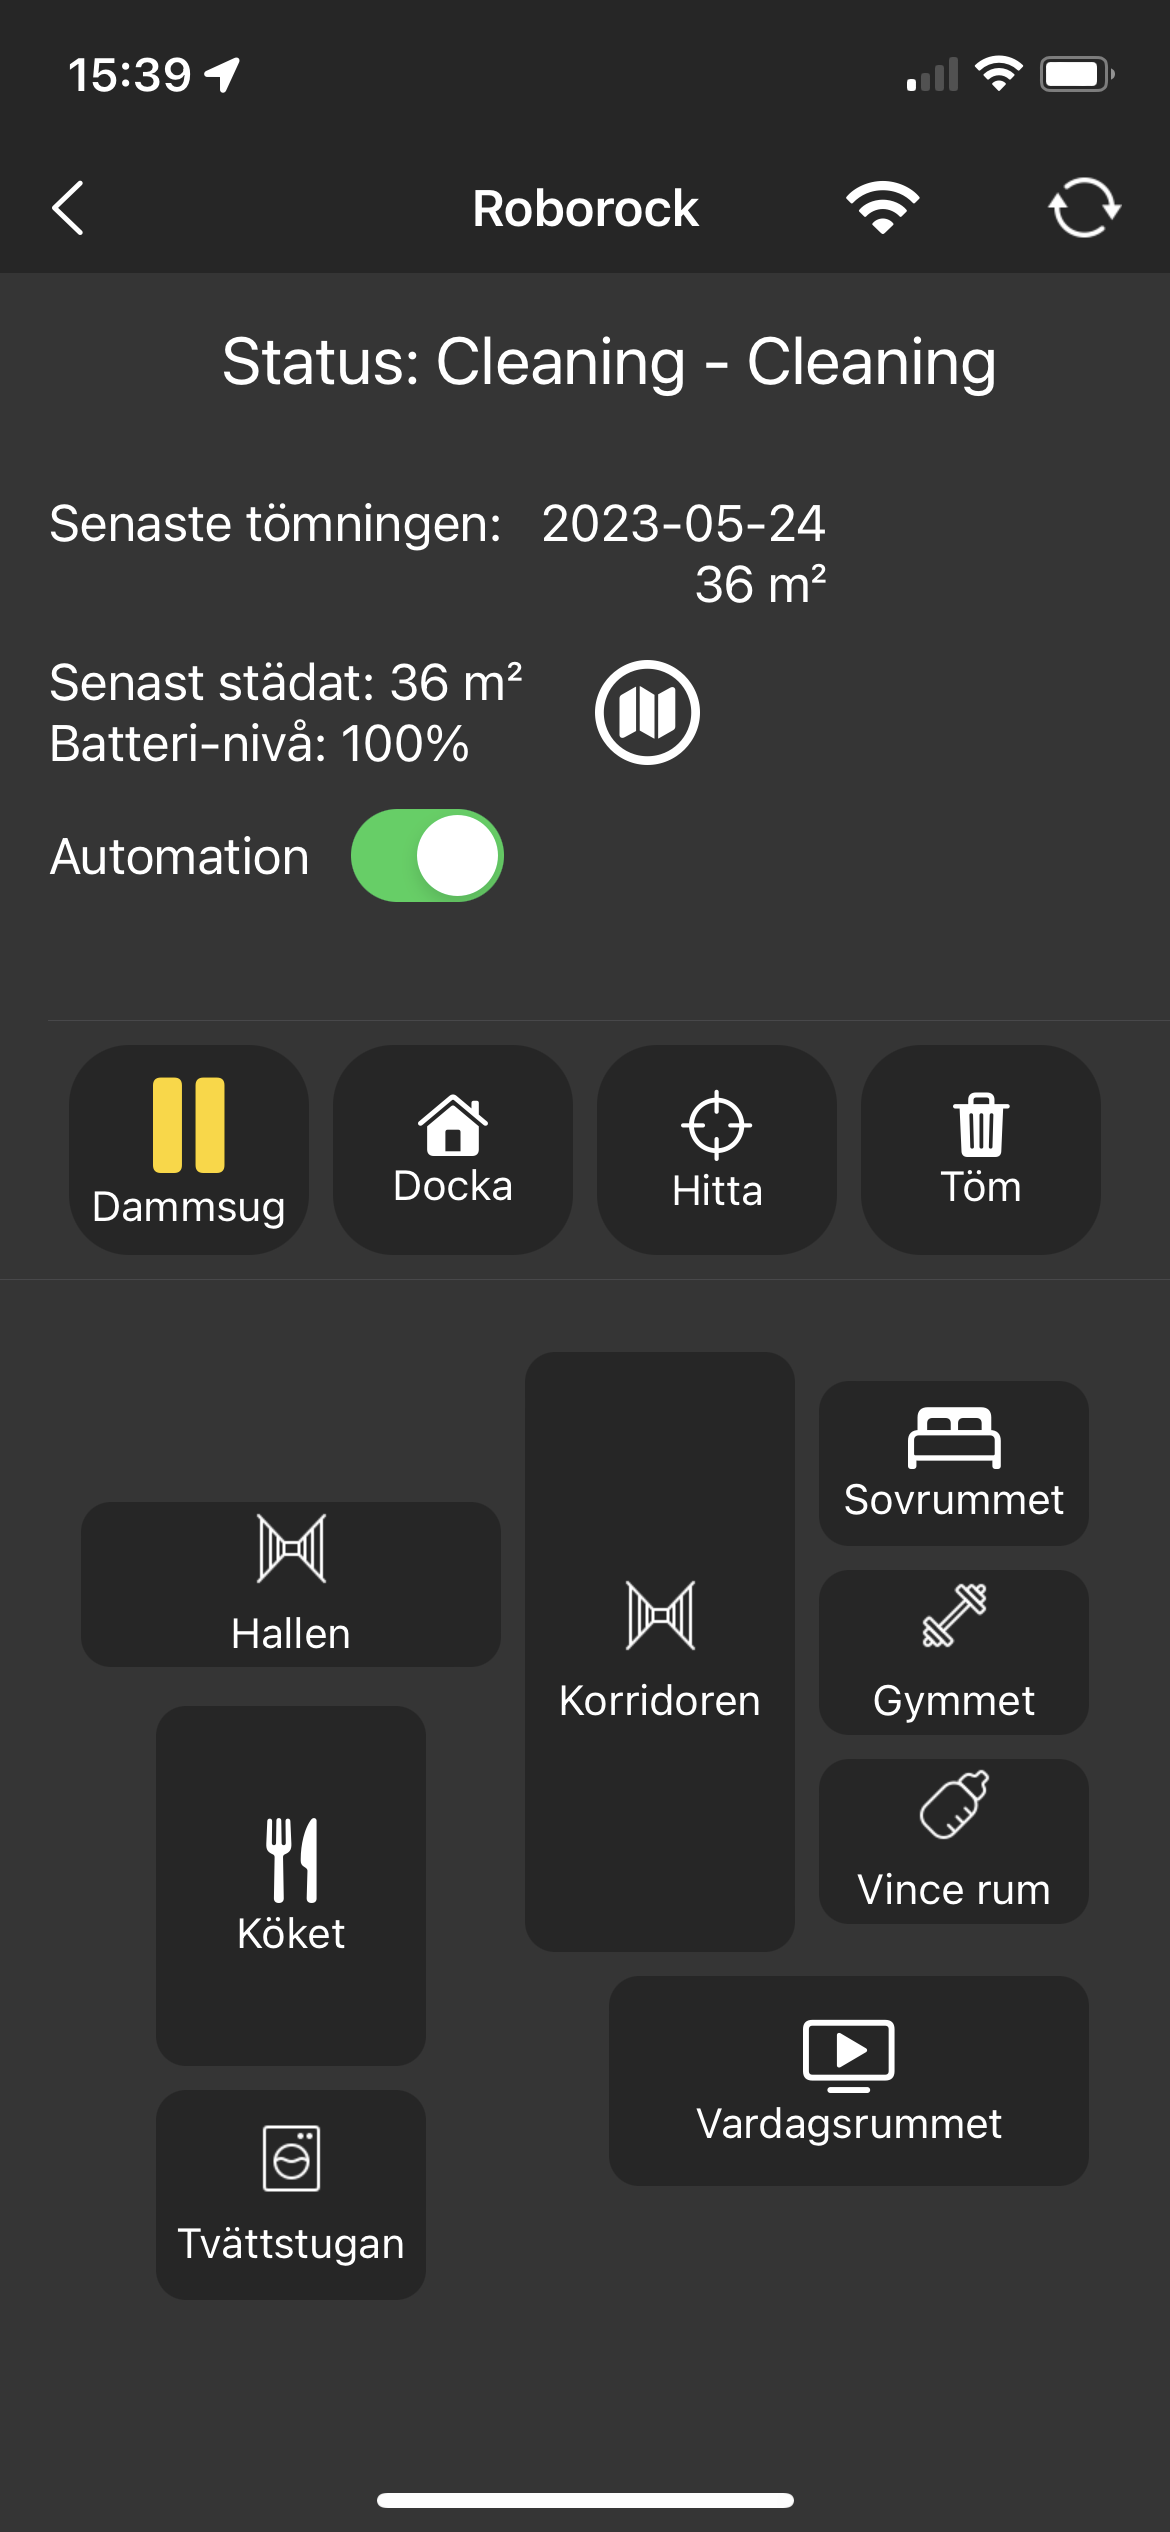 15:39
Roborock
Status: Cleaning - Cleaning
Senaste tömningen: 2023-05-24
36 m²
Senast städat: 36 m²
Batteri-nivå: 100%
Automation
Dammsug
Docka
Hitta
Töm
Sovrummet
Hallen
Korridoren
Gymmet
Vince rum
Köket
Vardagsrummet
Tvättstugan